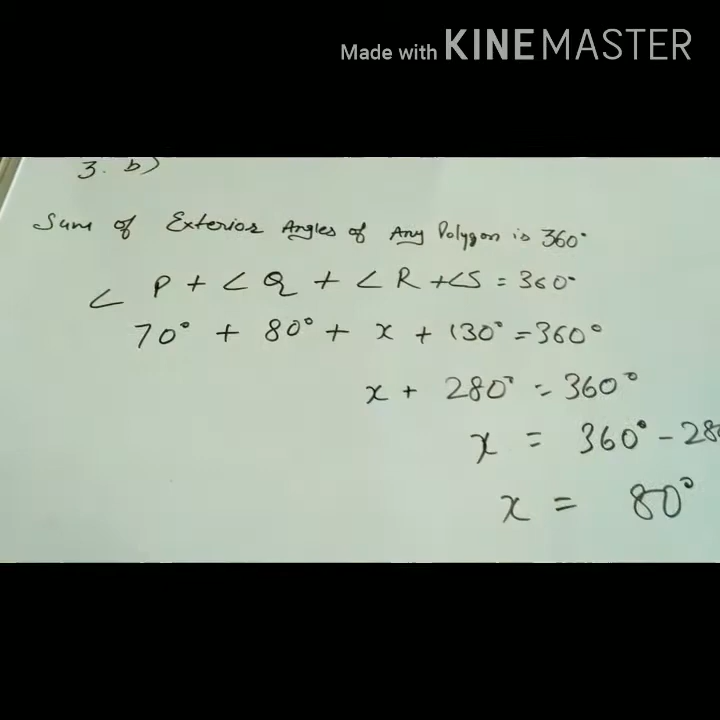 Made with KINEMASTER
3. b)
Sum of Exterior Angles of Any Polygon is 360°
∠ P + ∠ Q + ∠ R + ∠S = 360°
70° + 80° + x + 130° = 360°
x + 280° = 360°
x = 360° - 280
x = 80°